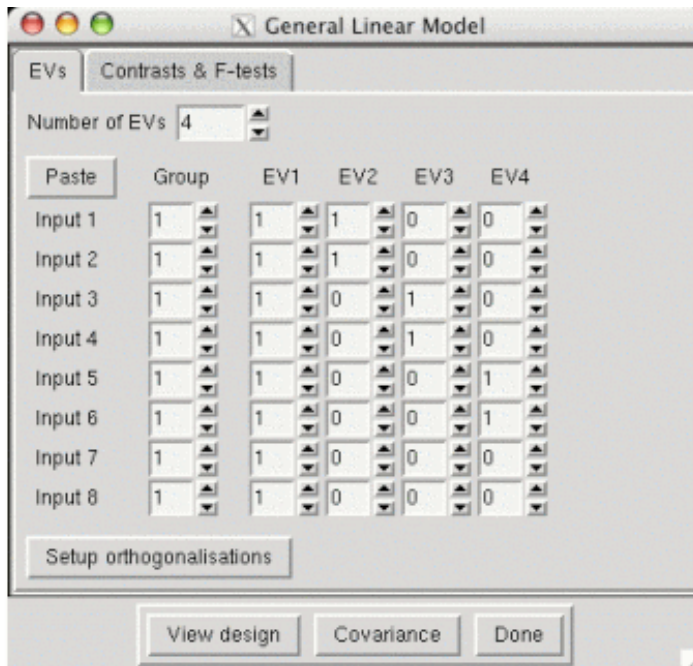 General Linear Model
EVs Contrasts & F-tests
Number of EVs 4
Paste Group EV1 EV2 EV3 EV4
Input 1 1 1 1 0 0
Input 2 1 1 1 0 0
Input 3 1 1 0 1 0
Input 4 1 1 0 1 0
Input 5 1 1 0 0 1
Input 6 1 1 0 0 1
Input 7 1 1 0 0 0
Input 8 1 1 0 0 0
Setup orthogonalisations
View design Covariance Done